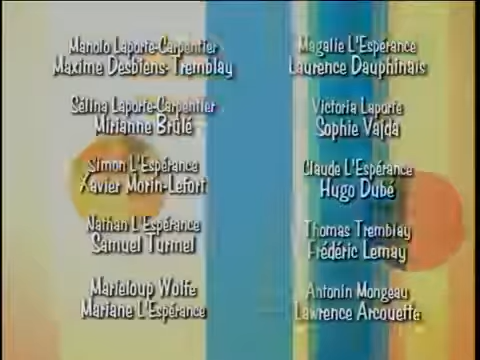 Manolo Laporte-Carpentier
Maxime Desbiens-Tremblay
Sélina Laporte-Carpentier
Mirianne Brûlé
Simon L'Espérance
Xavier Morin-Lefort
Nathan L'Espérance
Samuel Turmel
Marieloup Wolfe
Mariane L'Espérance
Magalie L'Espérance
Laurence Dauphinais
Victoria Laporte
Sophie Vajda
Claude L'Espérance
Hugo Dubé
Thomas Tremblay
Frédéric Lemay
Antonin Mongeau
Lawrence Arcouette